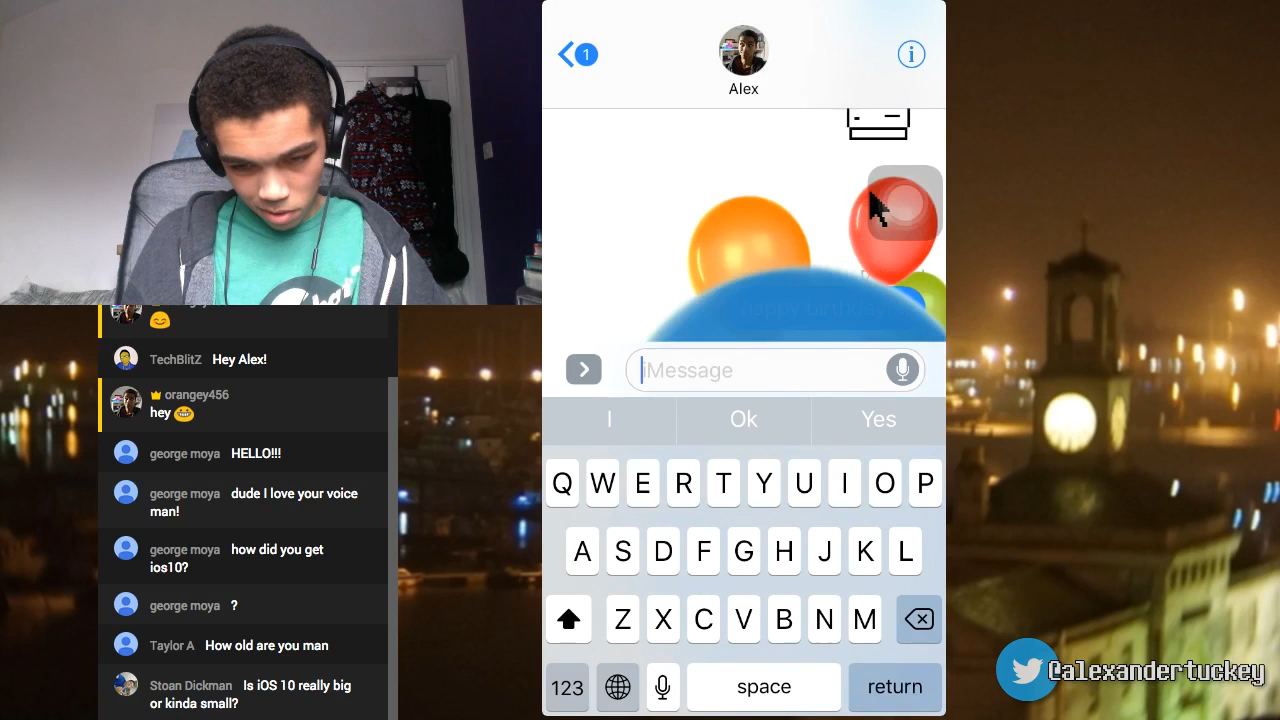 1
Alex
i
happy birthday
iMessage
I Ok Yes
Q W E R T Y U I O P
A S D F G H J K L
Z X C V B N M
123 space return
TechBlitZ Hey Alex!
orangey456
hey
george moya HELLO!!!
george moya dude I love your voice
man!
george moya how did you get
ios10?
george moya ?
Taylor A How old are you man
Stoan Dickman Is iOS 10 really big
or kinda small?
@alexandertuckey